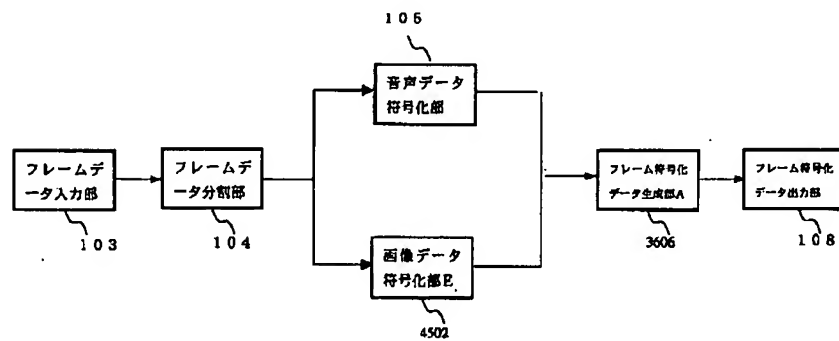 105
音声データ
符号化部
フレームデ
ータ入力部
103
フレームデ
ータ分割部
104
画像データ
符号化部E
4502
フレーム符号化
データ生成部A
3606
フレーム符号化
データ出力部
108